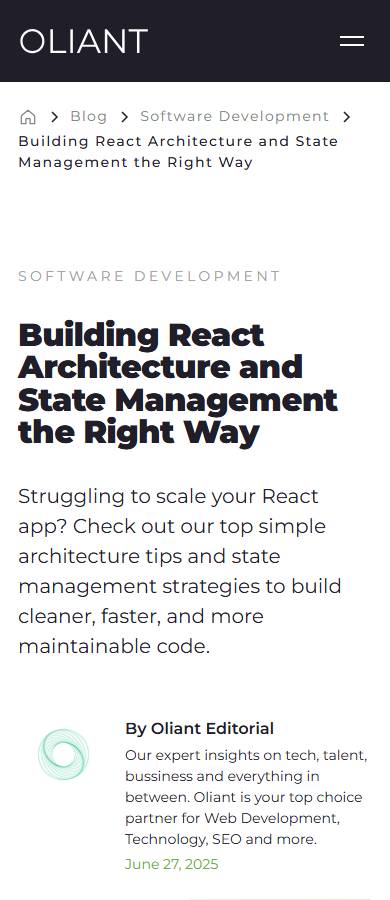 OLIANT
Blog Software Development
Building React Architecture and State
Management the Right Way
SOFTWARE DEVELOPMENT
Building React
Architecture and
State Management
the Right Way
Struggling to scale your React
app? Check out our top simple
architecture tips and state
management strategies to build
cleaner, faster, and more
maintainable code.
By Oliant Editorial
Our expert insights on tech, talent,
bussiness and everything in
between. Oliant is your top choice
partner for Web Development,
Technology, SEO and more.
June 27, 2025